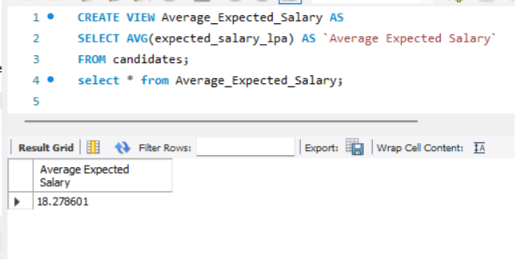 1 CREATE VIEW Average_Expected_Salary AS
2 SELECT AVG(expected_salary_lpa) AS `Average Expected Salary`
3 FROM candidates;
4 select * from Average_Expected_Salary;
5
Result Grid Filter Rows: Export: Wrap Cell Content:
Average Expected
Salary
18.278601